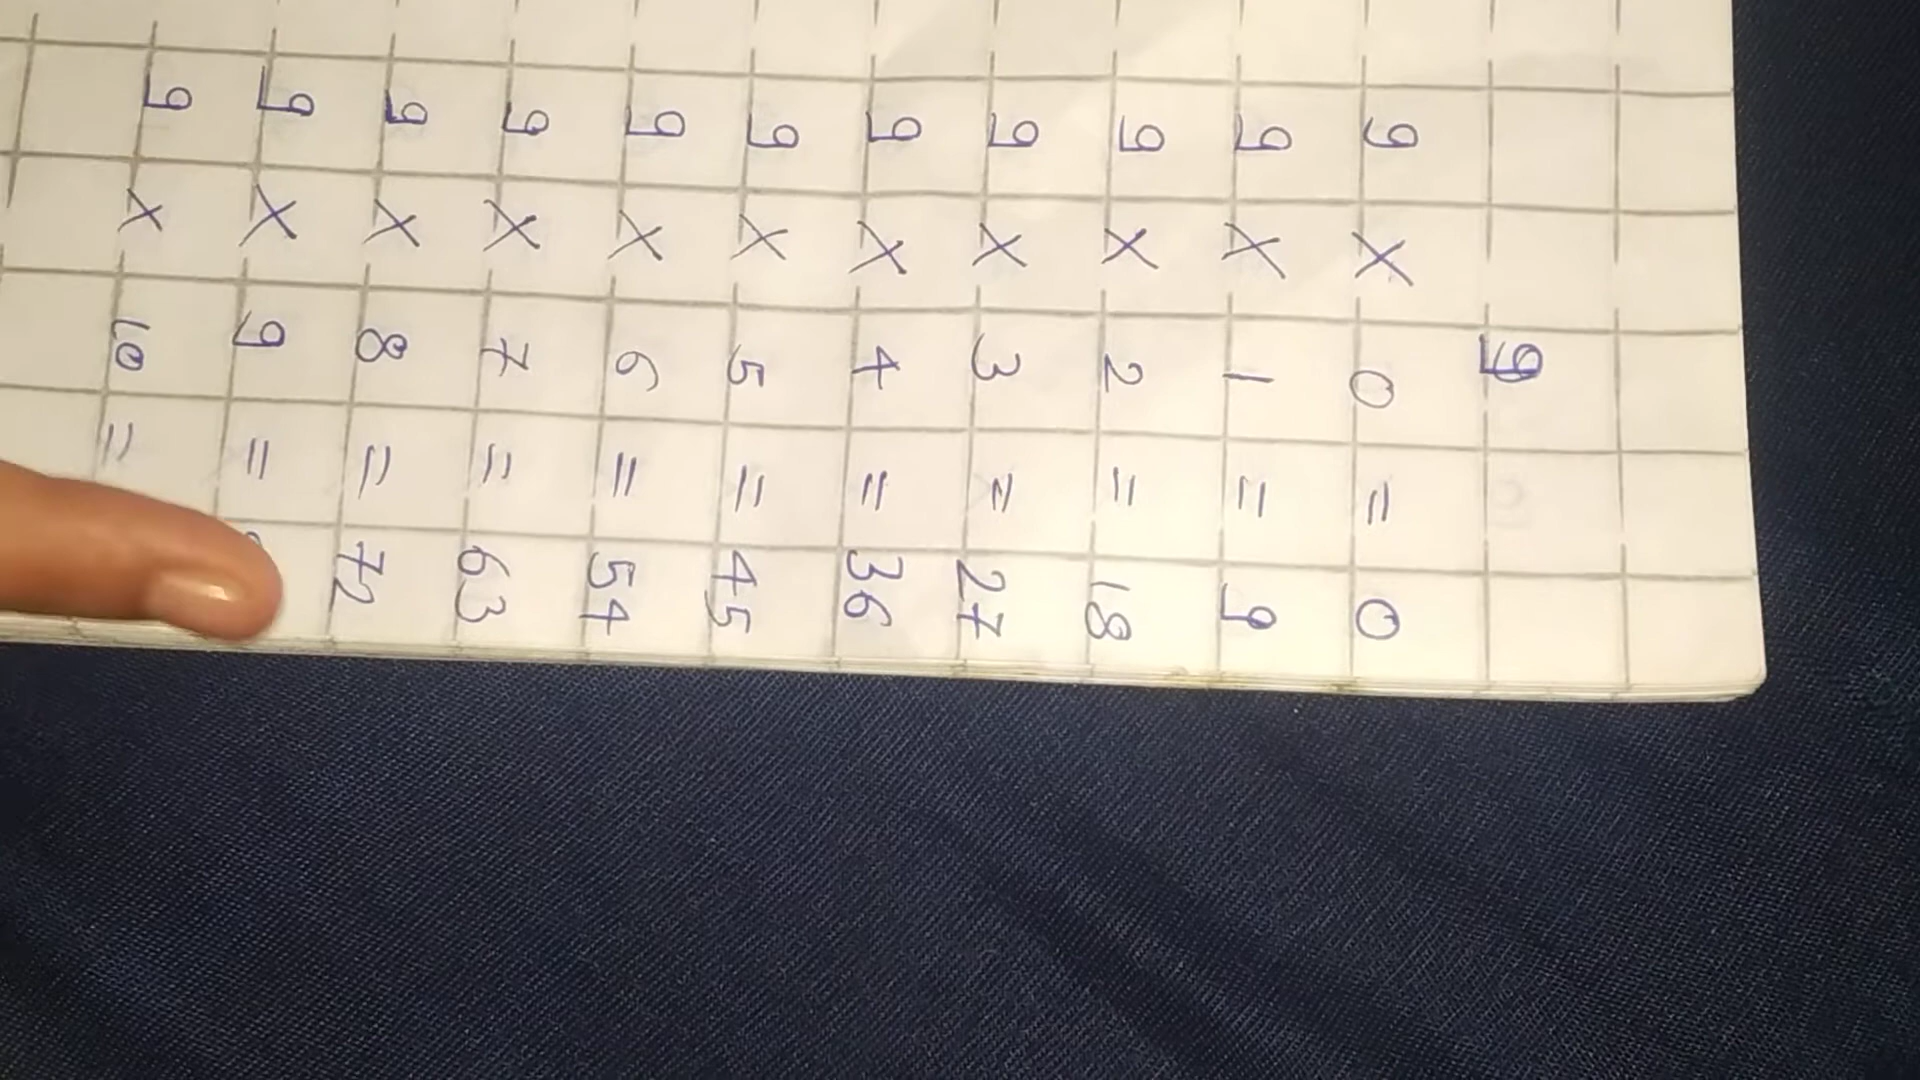 9
9 × 0 = 0
9 × 1 = 9
9 × 2 = 18
9 × 3 = 27
9 × 4 = 36
9 × 5 = 45
9 × 6 = 54
9 × 7 = 63
9 × 8 = 72
9 × 9 =
9 × 10 =